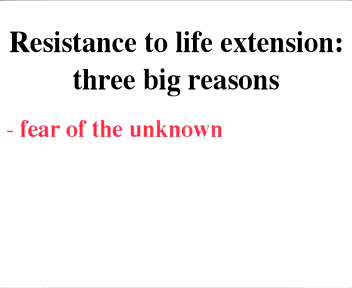 Resistance to life extension:
three big reasons
- fear of the unknown